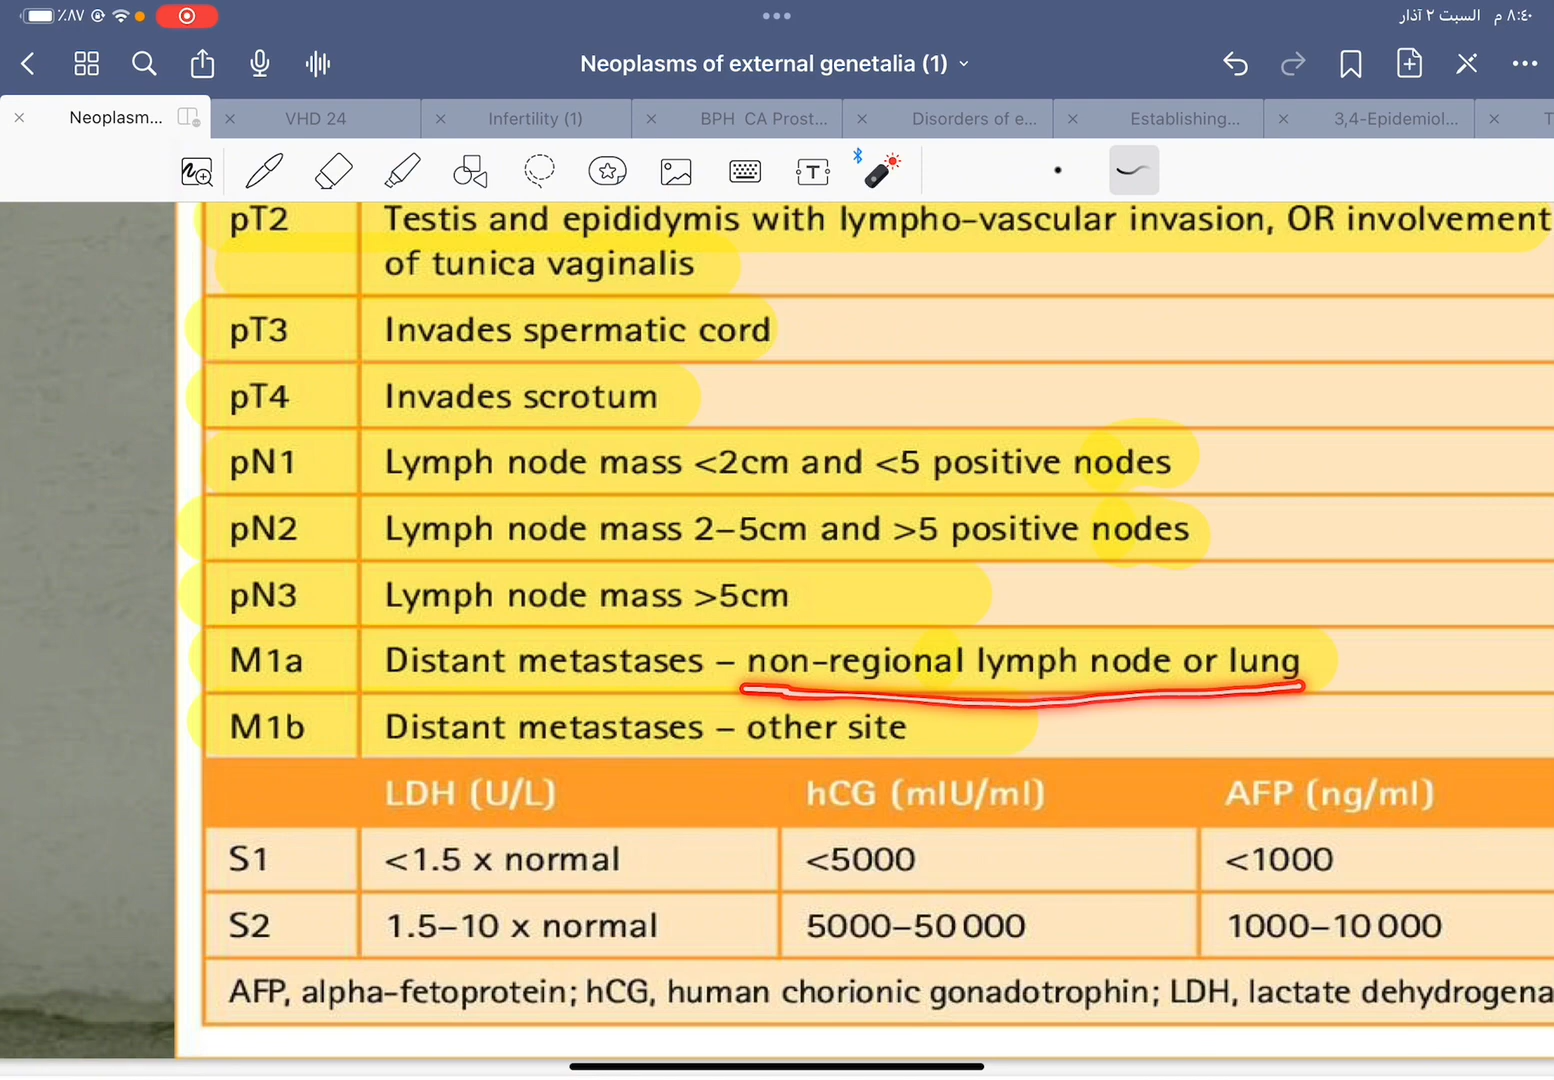 ٪٨٧
السبت ٢ آذار ٨:٤٠ م
Neoplasms of external genetalia (1)
Neoplasm...
VHD 24
Infertility (1)
BPH CA Prost...
Disorders of e...
Establishing...
3,4-Epidemiol...
T
pT2 Testis and epididymis with lympho-vascular invasion, OR involvement
of tunica vaginalis
pT3 Invades spermatic cord
pT4 Invades scrotum
pN1 Lymph node mass <2cm and <5 positive nodes
pN2 Lymph node mass 2–5cm and >5 positive nodes
pN3 Lymph node mass >5cm
M1a Distant metastases – non-regional lymph node or lung
M1b Distant metastases – other site
LDH (U/L) hCG (mIU/ml) AFP (ng/ml)
S1 <1.5 x normal <5000 <1000
S2 1.5–10 x normal 5000–50 000 1000–10 000
AFP, alpha-fetoprotein; hCG, human chorionic gonadotrophin; LDH, lactate dehydrogena